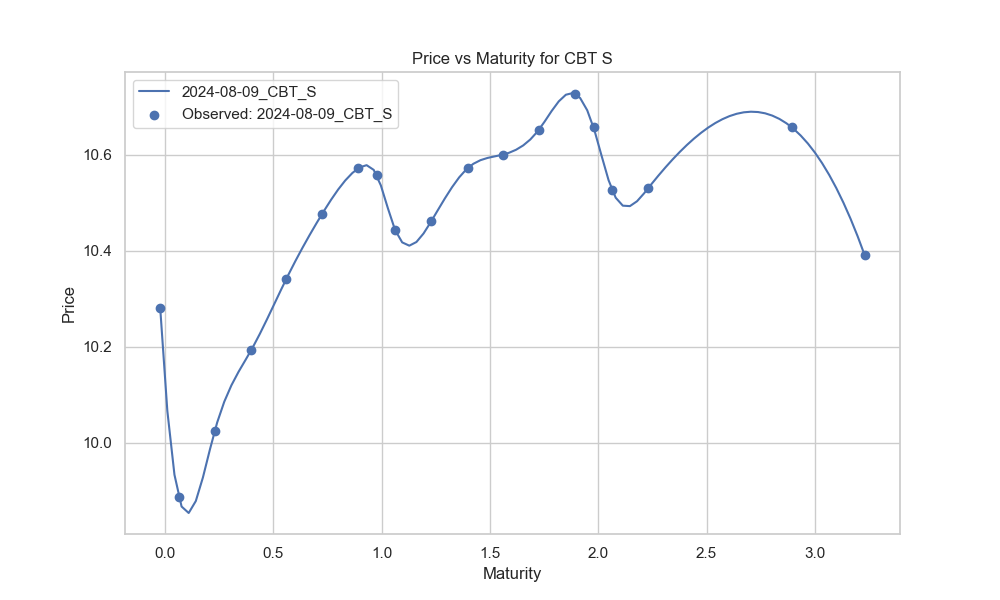 Price vs Maturity for CBT S
2024-08-09_CBT_S
Observed: 2024-08-09_CBT_S
10.6
10.4
10.2
10.0
Price
0.0 0.5 1.0 1.5 2.0 2.5 3.0
Maturity